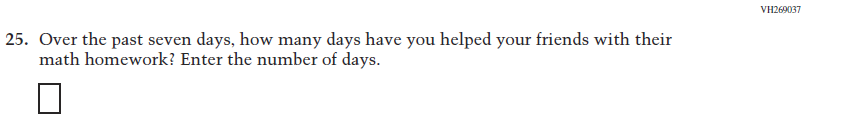 VH269037
25. Over the past seven days, how many days have you helped your friends with their
math homework? Enter the number of days.